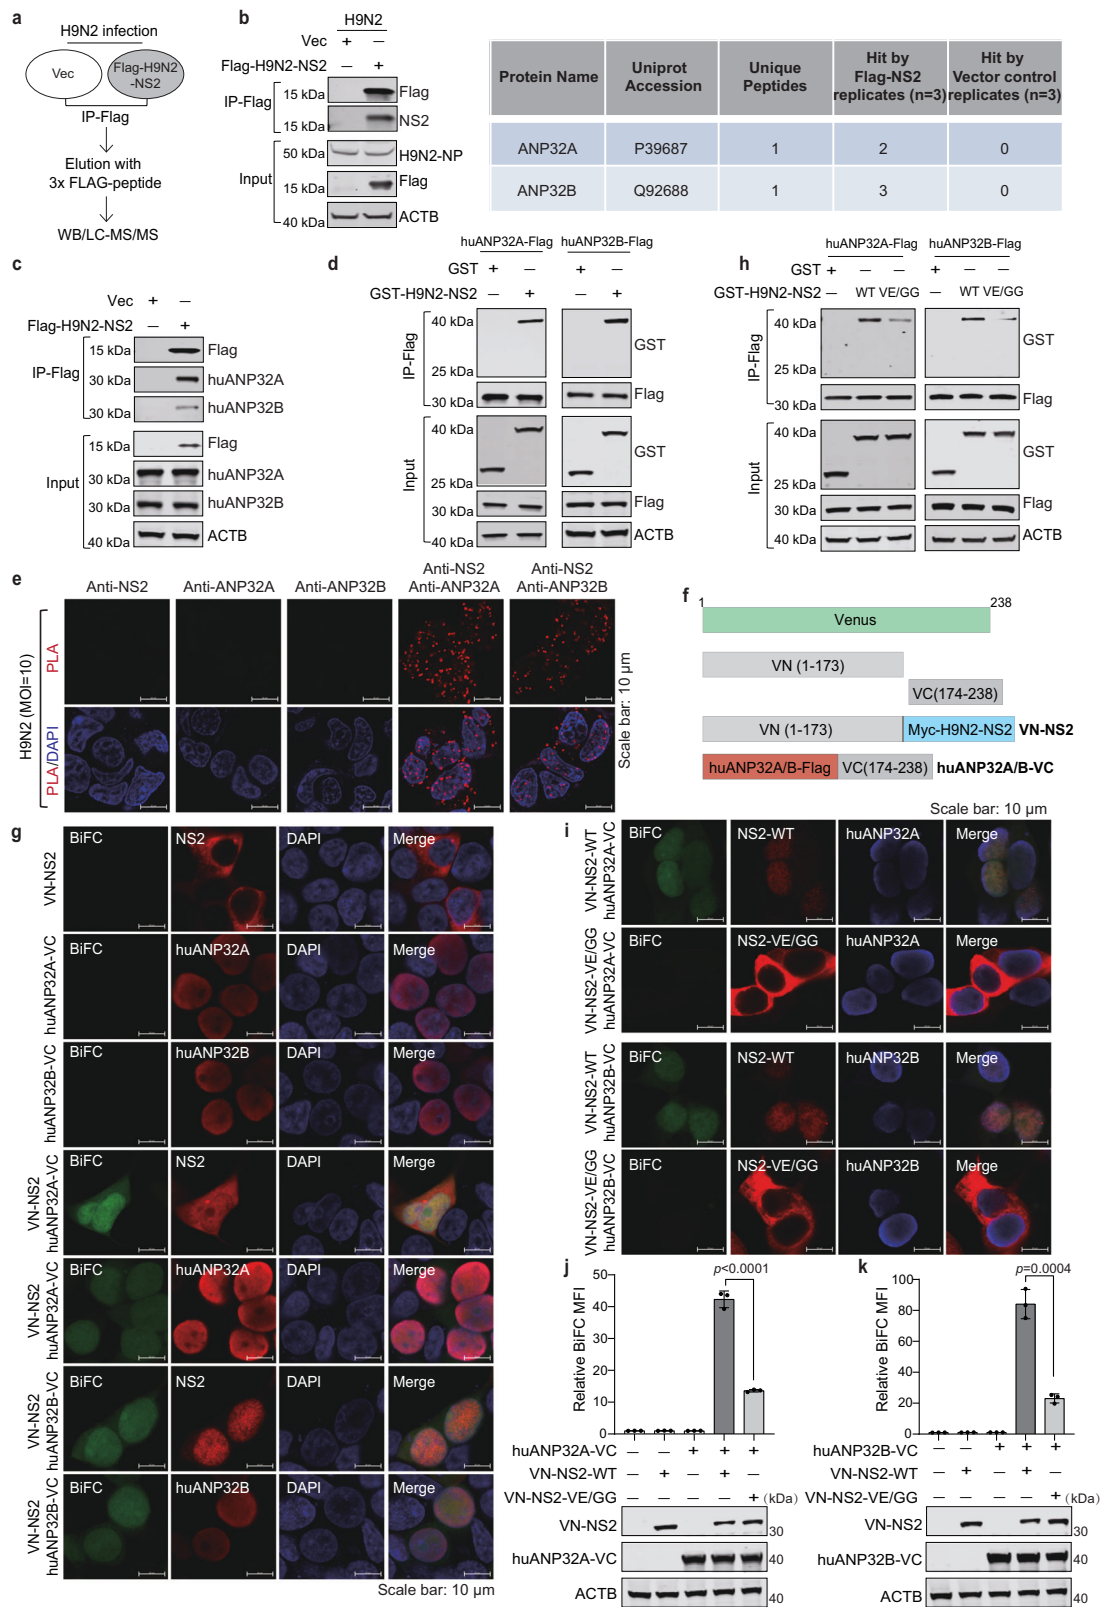 a
H9N2 infection
Vec
Flag-H9N2
-NS2
IP-Flag
Elution with
3x FLAG-peptide
WB/LC-MS/MS
b
H9N2
Vec + –
Flag-H9N2-NS2 – +
IP-Flag
15 kDa Flag
15 kDa NS2
Input
50 kDa H9N2-NP
15 kDa Flag
40 kDa ACTB
Protein Name
Uniprot Accession
Unique Peptides
Hit by Flag-NS2 replicates (n=3)
Hit by Vector control replicates (n=3)
ANP32A P39687 1 2 0
ANP32B Q92688 1 3 0
c
Vec + –
Flag-H9N2-NS2 – +
IP-Flag
15 kDa Flag
30 kDa huANP32A
30 kDa huANP32B
Input
15 kDa Flag
30 kDa huANP32A
30 kDa huANP32B
40 kDa ACTB
d
huANP32A-Flag huANP32B-Flag
GST + – + –
GST-H9N2-NS2 – + – +
IP-Flag
40 kDa
GST
25 kDa
30 kDa Flag
Input
40 kDa
GST
25 kDa
30 kDa Flag
40 kDa ACTB
h
huANP32A-Flag huANP32B-Flag
GST + – – + – –
GST-H9N2-NS2 – WT VE/GG – WT VE/GG
IP-Flag
40 kDa
GST
25 kDa
30 kDa Flag
Input
40 kDa
GST
25 kDa
30 kDa Flag
40 kDa ACTB
e
Anti-NS2
Anti-ANP32A
Anti-ANP32B
Anti-NS2
Anti-ANP32A
Anti-NS2
Anti-ANP32B
H9N2 (MOI=10)
PLA
PLA/DAPI
Scale bar: 10 μm
f
1 238
Venus
VN (1-173)
VC(174-238)
VN (1-173) Myc-H9N2-NS2 VN-NS2
huANP32A/B-Flag VC(174-238) huANP32A/B-VC
g
VN-NS2
BiFC NS2 DAPI Merge
huANP32A-VC
BiFC huANP32A DAPI Merge
huANP32B-VC
BiFC huANP32B DAPI Merge
VN-NS2
huANP32A-VC
BiFC NS2 DAPI Merge
VN-NS2
huANP32A-VC
BiFC huANP32A DAPI Merge
VN-NS2
huANP32B-VC
BiFC NS2 DAPI Merge
VN-NS2
huANP32B-VC
BiFC huANP32B DAPI Merge
Scale bar: 10 μm
i
Scale bar: 10 μm
VN-NS2-WT
huANP32A-VC
BiFC NS2-WT huANP32A Merge
VN-NS2-VE/GG
huANP32A-VC
BiFC NS2-VE/GG huANP32A Merge
VN-NS2-WT
huANP32B-VC
BiFC NS2-WT huANP32B Merge
VN-NS2-VE/GG
huANP32B-VC
BiFC NS2-VE/GG huANP32B Merge
j
p<0.0001
Relative BiFC MFI
50
40
30
20
10
0
huANP32A-VC – – + + +
VN-NS2-WT – + – + –
VN-NS2-VE/GG – – – – + (kDa)
VN-NS2 30
huANP32A-VC 40
ACTB 40
k
p=0.0004
Relative BiFC MFI
100
80
60
40
20
0
huANP32B-VC – – + + +
VN-NS2-WT – + – + –
VN-NS2-VE/GG – – – – + (kDa)
VN-NS2 30
huANP32B-VC 40
ACTB 40